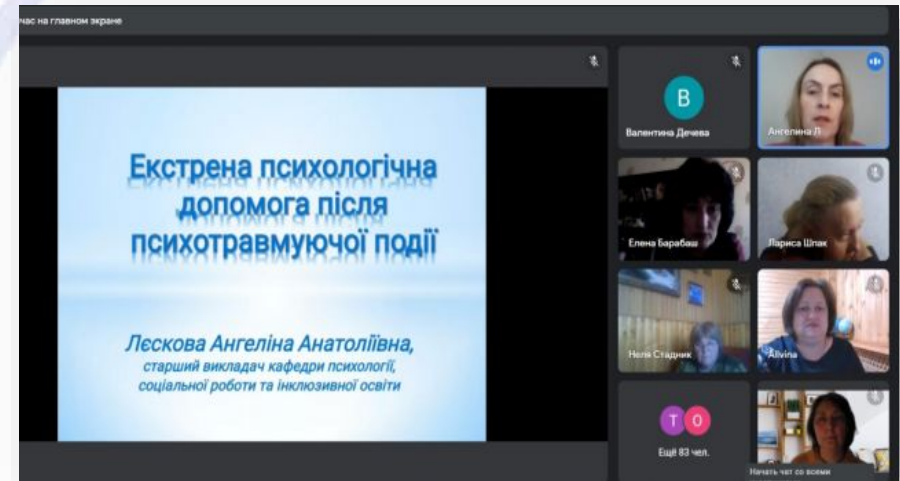 час на главном экране
Екстрена психологічна
допомога після
психотравмуючої події
Лєскова Ангеліна Анатоліївна,
старший викладач кафедри психології,
соціальної роботи та інклюзивної освіти
В
Валентина Дечева
Ангелина Л
Елена Барабаш
Лариса Шпак
Неля Стадник
Alivina
Т О
Ещё 83 чел.
Начать чат со всеми